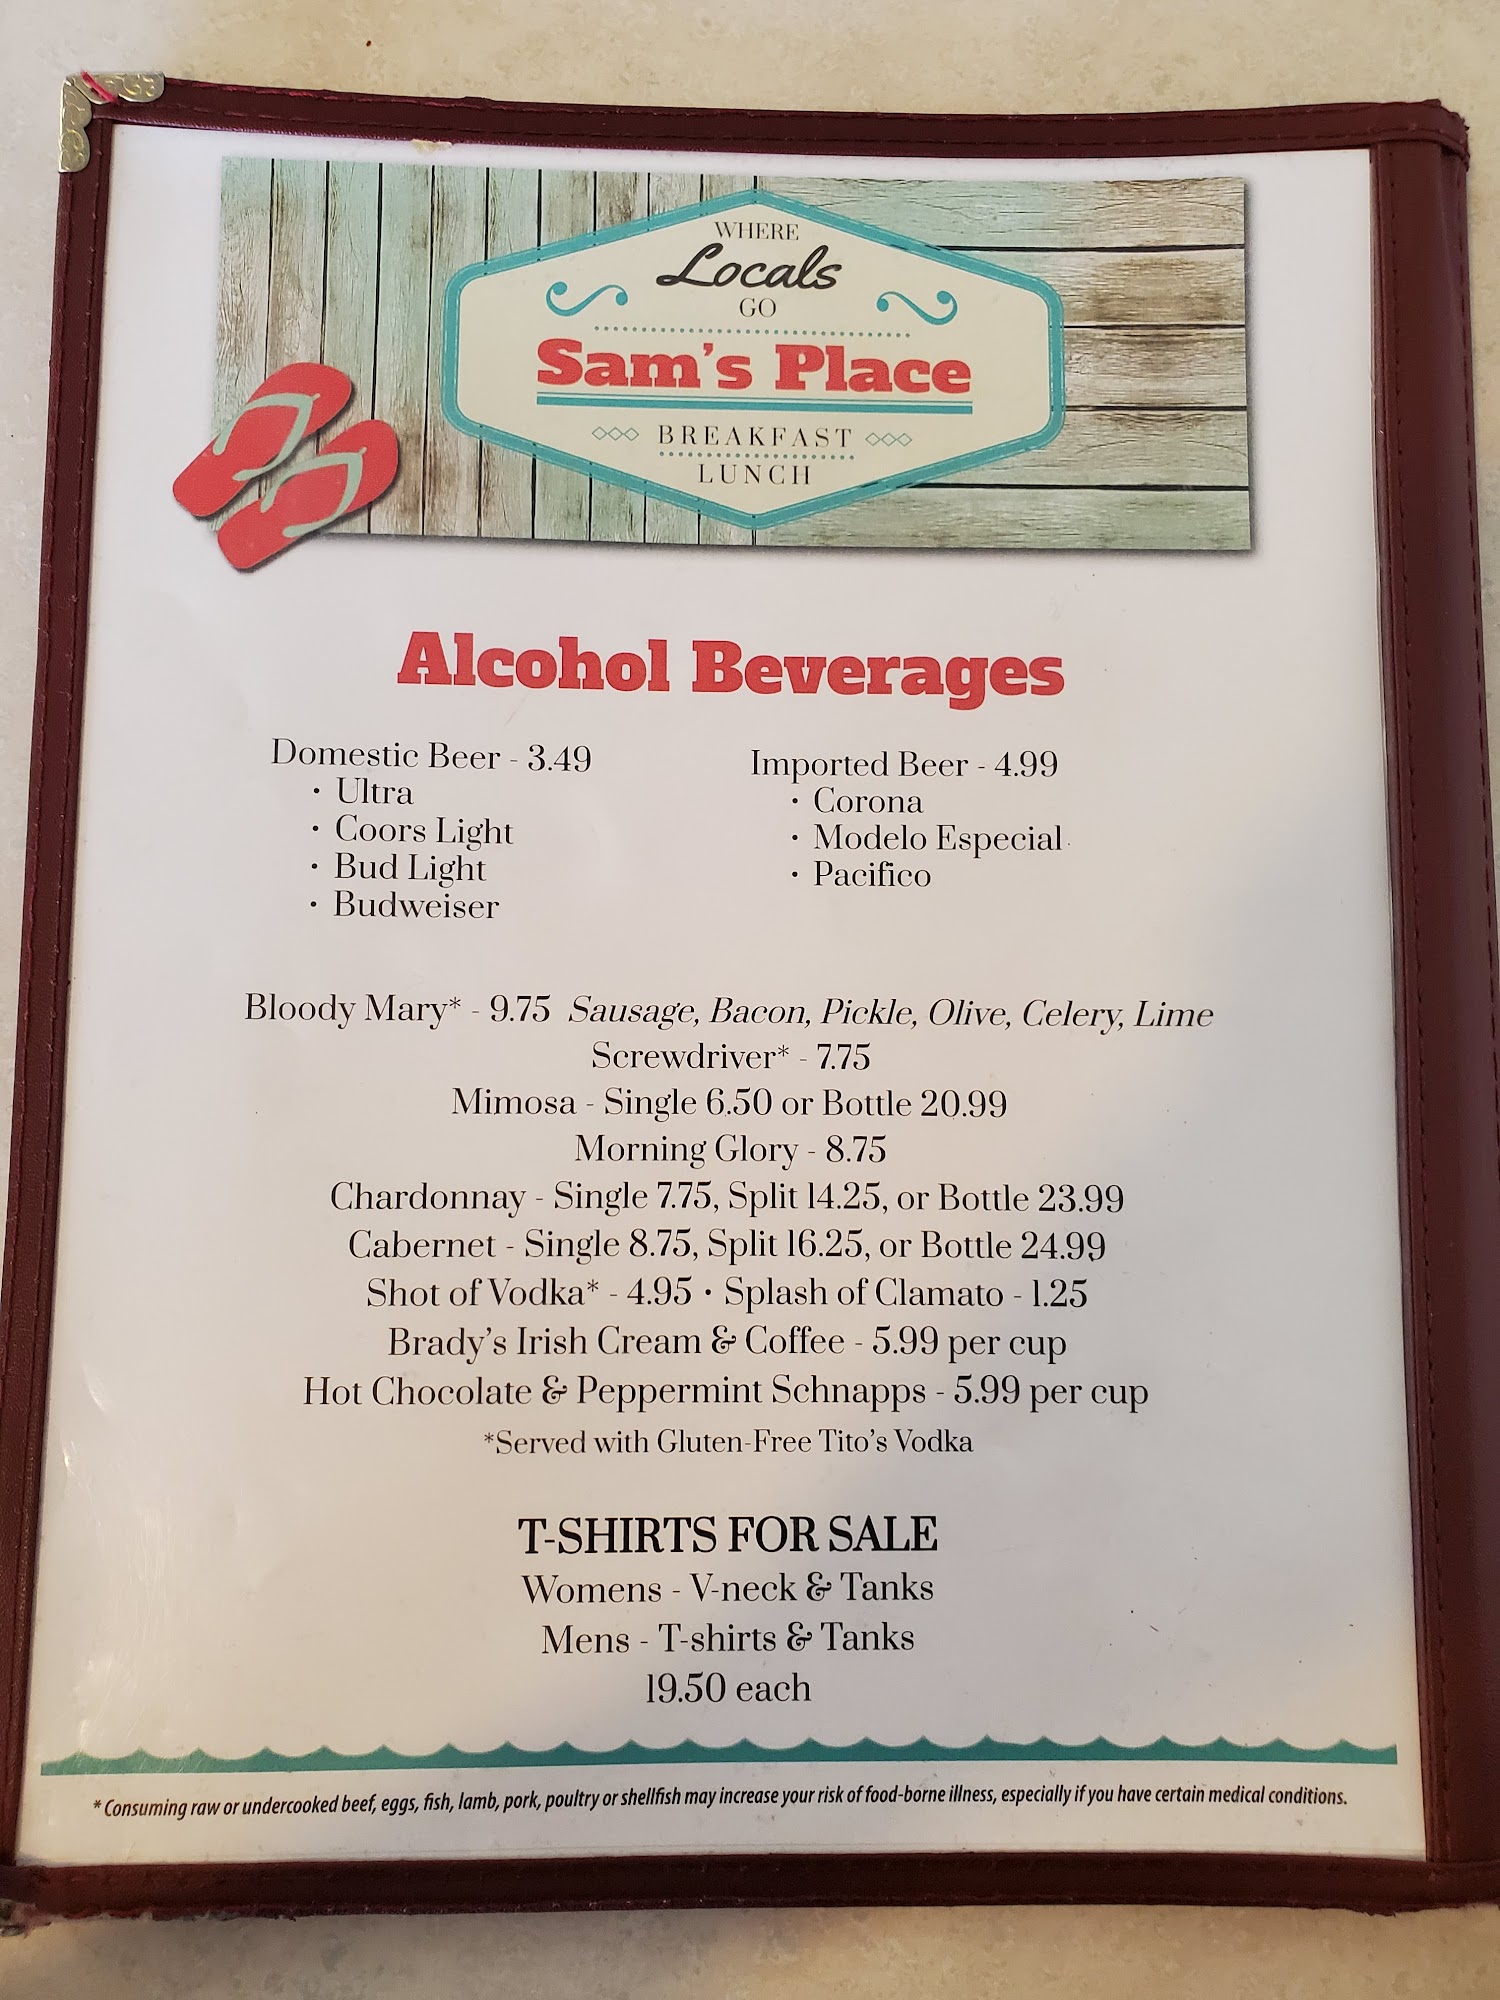 WHERE
Locals
GO
Sam's Place
BREAKFAST
LUNCH
Alcohol Beverages
Domestic Beer - 3.49
• Ultra
• Coors Light
• Bud Light
• Budweiser
Imported Beer - 4.99
• Corona
• Modelo Especial
• Pacifico
Bloody Mary* - 9.75 Sausage, Bacon, Pickle, Olive, Celery, Lime
Screwdriver* - 7.75
Mimosa - Single 6.50 or Bottle 20.99
Morning Glory - 8.75
Chardonnay - Single 7.75, Split 14.25, or Bottle 23.99
Cabernet - Single 8.75, Split 16.25, or Bottle 24.99
Shot of Vodka* - 4.95 • Splash of Clamato - 1.25
Brady's Irish Cream & Coffee - 5.99 per cup
Hot Chocolate & Peppermint Schnapps - 5.99 per cup
*Served with Gluten-Free Tito's Vodka
T-SHIRTS FOR SALE
Womens - V-neck & Tanks
Mens - T-shirts & Tanks
19.50 each
* Consuming raw or undercooked beef, eggs, fish, lamb, pork, poultry or shellfish may increase your risk of food-borne illness, especially if you have certain medical conditions.